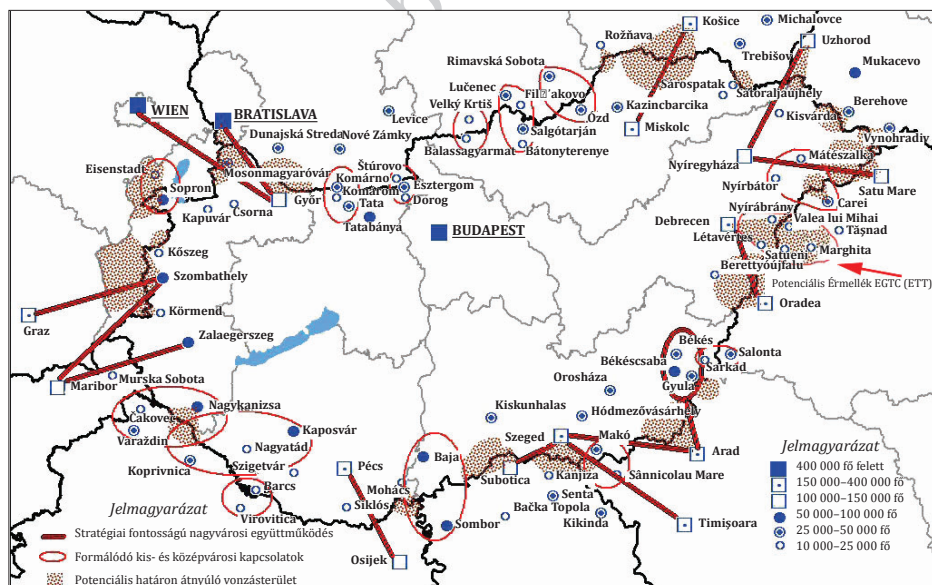 Košice
Michalovce
Rožňava
Trebišov
Uzhorod
Mukacevo
Rimavská Sobota
Sárospatak
Sátoraljaújhely
Lučenec
Kazincbarcika
Berehove
WIEN
BRATISLAVA
Levice
Velký Krtiš
Ózd
Miskolc
Kisvárda
Vynohradiv
Dunajská Streda
Nové Zámky
Salgótarján
Balassagyarmat
Bátonyterenye
Eisenstadt
Mosonmagyaróvár
Štúrovo
Komárno
Esztergom
Nyíregyháza
Mátészalka
Sopron
Győr
Komárom
Dorog
Nyírbátor
Satu Mare
Kapuvár
Csorna
Tata
Tatabánya
Carei
Nyírábrány
Valea lui Mihai
Tășnad
BUDAPEST
Debrecen
Létavértes
Kőszeg
Săcueni
Marghita
Szombathely
Berettyóújfalu
Potenciális Érmellék EGTC (ETT)
Graz
Körmend
Oradea
Zalaegerszeg
Békés
Salonta
Békéscsaba
Sarkad
Murska Sobota
Gyula
Maribor
Orosháza
Čakovec
Nagykanizsa
Kiskunhalas
Hódmezővásárhely
Varaždin
Kaposvár
Szeged
Makó
Jelmagyarázat
Nagyatád
Baja
Arad
400 000 fő felett
Koprivnica
Szigetvár
Pécs
Subotica
Kanjiza
Sânnicolau Mare
150 000–400 000 fő
Barcs
Mohács
Senta
100 000–150 000 fő
Jelmagyarázat
Virovitica
Siklós
Bačka Topola
Kikinda
50 000–100 000 fő
Stratégiai fontosságú nagyvárosi együttműködés
Sombor
Timișoara
25 000–50 000 fő
Formálódó kis- és középvárosi kapcsolatok
Osijek
10 000–25 000 fő
Potenciális határon átnyúló vonzásterület